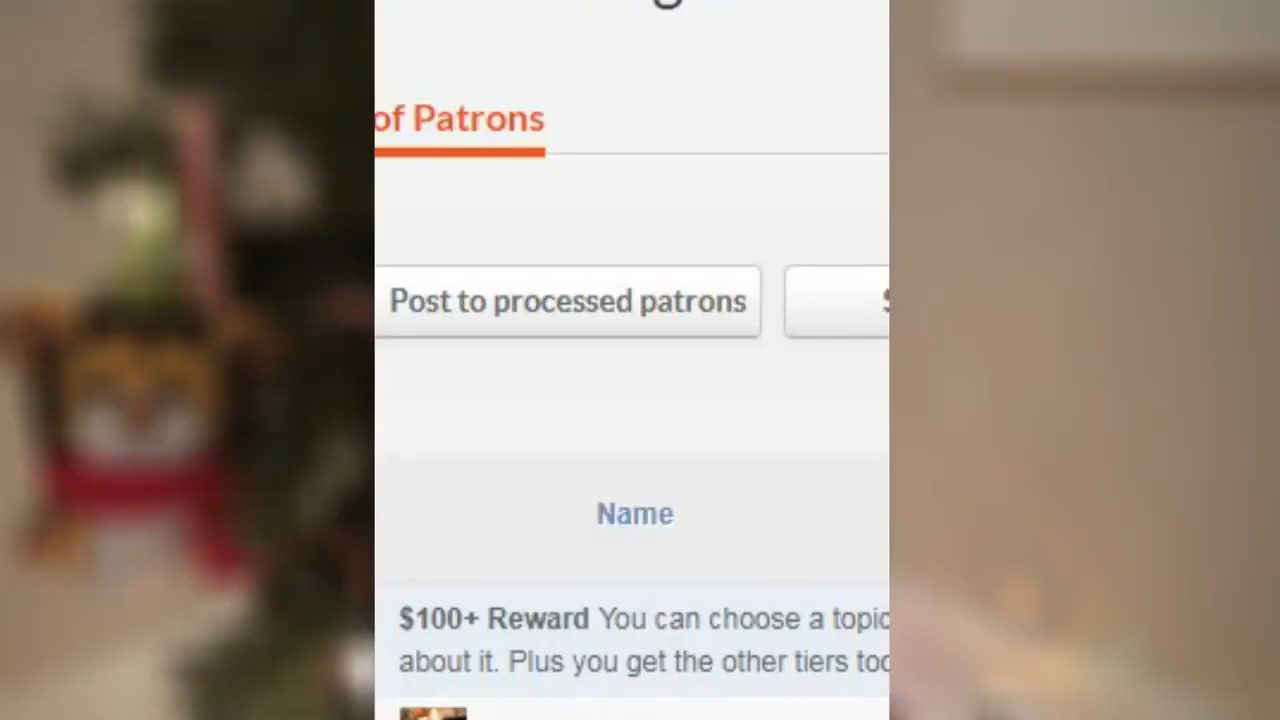 of Patrons
Post to processed patrons
Name
$100+ Reward You can choose a topic
about it. Plus you get the other tiers too